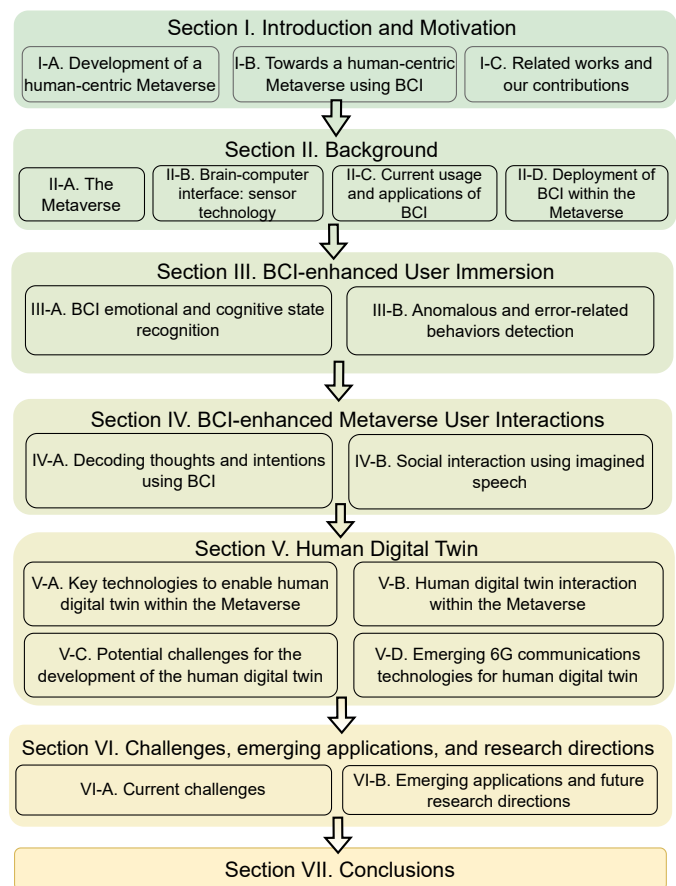 Section I. Introduction and Motivation
I-A. Development of a
human-centric Metaverse
I-B. Towards a human-centric
Metaverse using BCI
I-C. Related works and
our contributions
Section II. Background
II-A. The
Metaverse
II-B. Brain-computer
interface: sensor
technology
II-C. Current usage
and applications of
BCI
II-D. Deployment of
BCI within the
Metaverse
Section III. BCI-enhanced User Immersion
III-A. BCI emotional and cognitive state
recognition
III-B. Anomalous and error-related
behaviors detection
Section IV. BCI-enhanced Metaverse User Interactions
IV-A. Decoding thoughts and intentions
using BCI
IV-B. Social interaction using imagined
speech
Section V. Human Digital Twin
V-A. Key technologies to enable human
digital twin within the Metaverse
V-B. Human digital twin interaction
within the Metaverse
V-C. Potential challenges for the
development of the human digital twin
V-D. Emerging 6G communications
technologies for human digital twin
Section VI. Challenges, emerging applications, and research directions
VI-A. Current challenges
VI-B. Emerging applications and future
research directions
Section VII. Conclusions